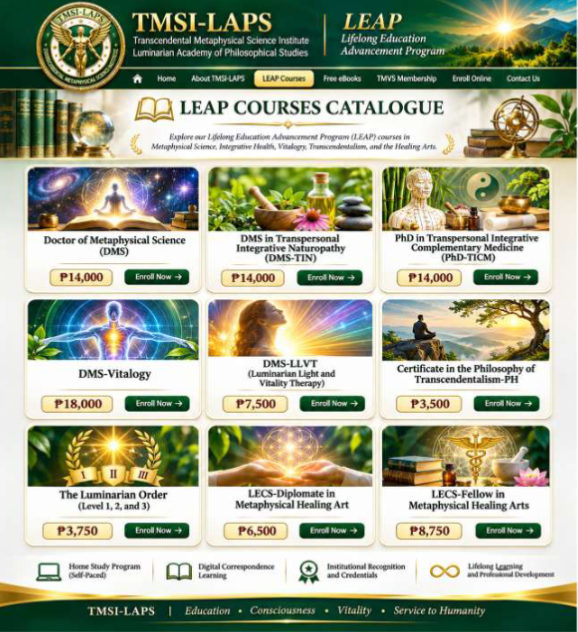 TMSI-LAPS
Transcendental Metaphysical Science Institute
Luminarian Academy of Philosophical Studies
LEAP
Lifelong Education
Advancement Program
Home About TMSI-LAPS LEAP Courses Free eBooks TMVS Membership Enroll Online Contact Us
LEAP COURSES CATALOGUE
Explore our Lifelong Education Advancement Program (LEAP) courses in
Metaphysical Science, Integrative Health, Vitalogy, Transcendentalism, and the Healing Arts.
Doctor of Metaphysical Science
(DMS)
₱14,000 Enroll Now →
DMS in Transpersonal
Integrative Naturopathy
(DMS-TIN)
₱14,000 Enroll Now →
PhD in Transpersonal Integrative
Complementary Medicine
(PhD-TICM)
₱14,000 Enroll Now →
DMS-Vitalogy
₱18,000 Enroll Now →
DMS-LLVT
(Luminarian Light and
Vitality Therapy)
₱7,500 Enroll Now →
Certificate in the Philosophy of
Transcendentalism-PH
₱3,500 Enroll Now →
I II III
The Luminarian Order
(Level 1, 2, and 3)
₱3,750 Enroll Now →
LECS-Diplomate in
Metaphysical Healing Art
₱6,500 Enroll Now →
LECS-Fellow in
Metaphysical Healing Arts
₱8,750 Enroll Now →
Home Study Program
(Self-Paced)
Digital Correspondence
Learning
Institutional Recognition
and Credentials
Lifelong Learning
and Professional Development
TMSI-LAPS | Education • Consciousness • Vitality • Service to Humanity